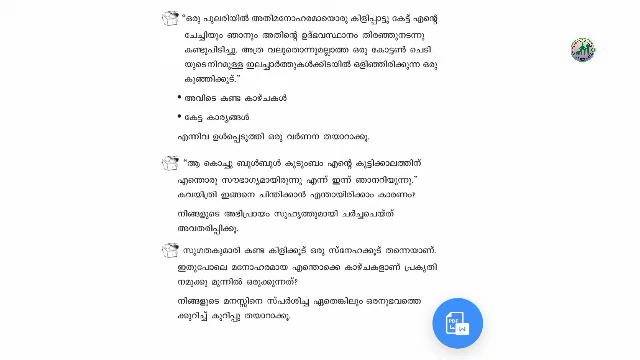 “ഒരു പുലരിയിൽ അതിമനോഹരമായൊരു കിളിപ്പാട്ടു കേട്ട് എന്റെ
ചേച്ചിയും ഞാനും അതിന്റെ ഉദ്ഭവസ്ഥാനം തിരഞ്ഞുനടന്നു
കണ്ടുപിടിച്ചു. അത്ര വലുതൊന്നുമല്ലാത്ത ഒരു കോട്ടൺ ചെടി
യുടെ നിറമുള്ള ഇലച്ചാർത്തുകൾക്കിടയിൽ ഒളിഞ്ഞിരിക്കുന്ന ഒരു
കുഞ്ഞിക്കൂട്.”
• അവിടെ കണ്ട കാഴ്ചകൾ
• കേട്ട കാര്യങ്ങൾ
എന്നിവ ഉൾപ്പെടുത്തി ഒരു വർണന തയാറാക്കൂ.
“ആ കൊച്ചു ബുൾബുൾ കുടുംബം എന്റെ കുട്ടിക്കാലത്തിന്
എന്തൊരു സൗഭാഗ്യമായിരുന്നു എന്ന് ഇന്ന് ഞാനറിയുന്നു.”
കവയിത്രി ഇങ്ങനെ ചിന്തിക്കാൻ എന്തായിരിക്കാം കാരണം?
നിങ്ങളുടെ അഭിപ്രായം സുഹൃത്തുമായി ചർച്ചചെയ്ത്
അവതരിപ്പിക്കൂ.
സുഗതകുമാരി കണ്ട കിളിക്കൂട് ഒരു സ്നേഹക്കൂട് തന്നെയാണ്.
ഇതുപോലെ മനോഹരമായ എന്തൊക്കെ കാഴ്ചകളാണ് പ്രകൃതി
നമുക്കു മുന്നിൽ ഒരുക്കുന്നത്?
നിങ്ങളുടെ മനസ്സിനെ സ്പർശിച്ച ഏതെങ്കിലും ഒരനുഭവത്തെ
ക്കുറിച്ച് കുറിപ്പു തയാറാക്കൂ.
PDF
W